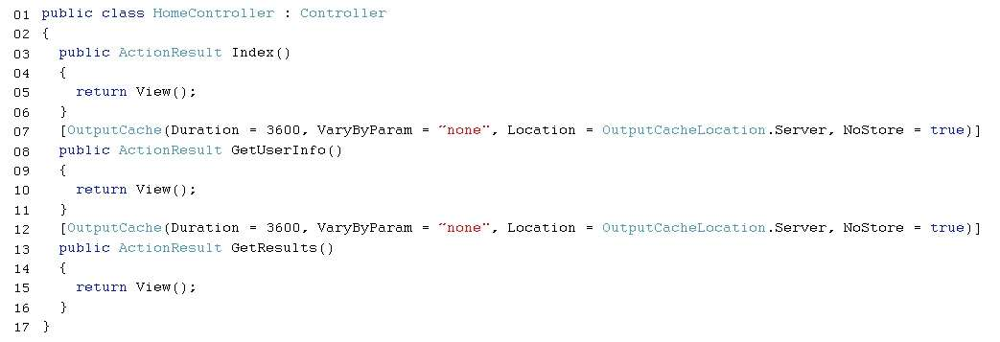 01 public class HomeController : Controller
02 {
03   public ActionResult Index()
04   {
05     return View();
06   }
07   [OutputCache(Duration = 3600, VaryByParam = ˝none˝, Location = OutputCacheLocation.Server, NoStore = true)]
08   public ActionResult GetUserInfo()
09   {
10     return View();
11   }
12   [OutputCache(Duration = 3600, VaryByParam = ˝none˝, Location = OutputCacheLocation.Server, NoStore = true)]
13   public ActionResult GetResults()
14   {
15     return View();
16   }
17 }